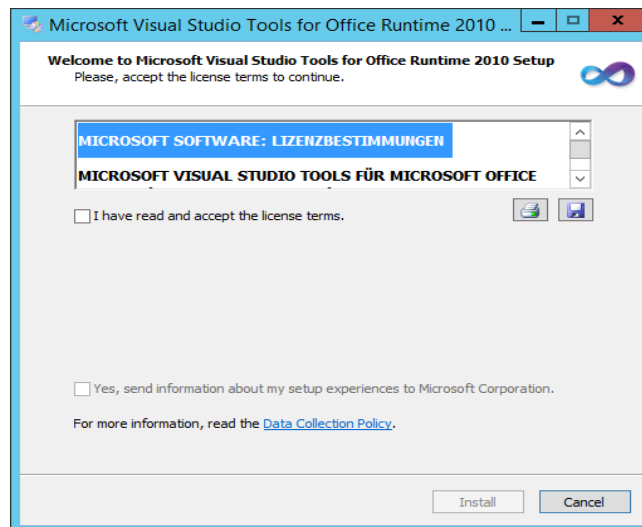 Microsoft Visual Studio Tools for Office Runtime 2010 ...
Welcome to Microsoft Visual Studio Tools for Office Runtime 2010 Setup
Please, accept the license terms to continue.
MICROSOFT SOFTWARE: LIZENZBESTIMMUNGEN
MICROSOFT VISUAL STUDIO TOOLS FÜR MICROSOFT OFFICE
I have read and accept the license terms.
Yes, send information about my setup experiences to Microsoft Corporation.
For more information, read the Data Collection Policy.
Install Cancel